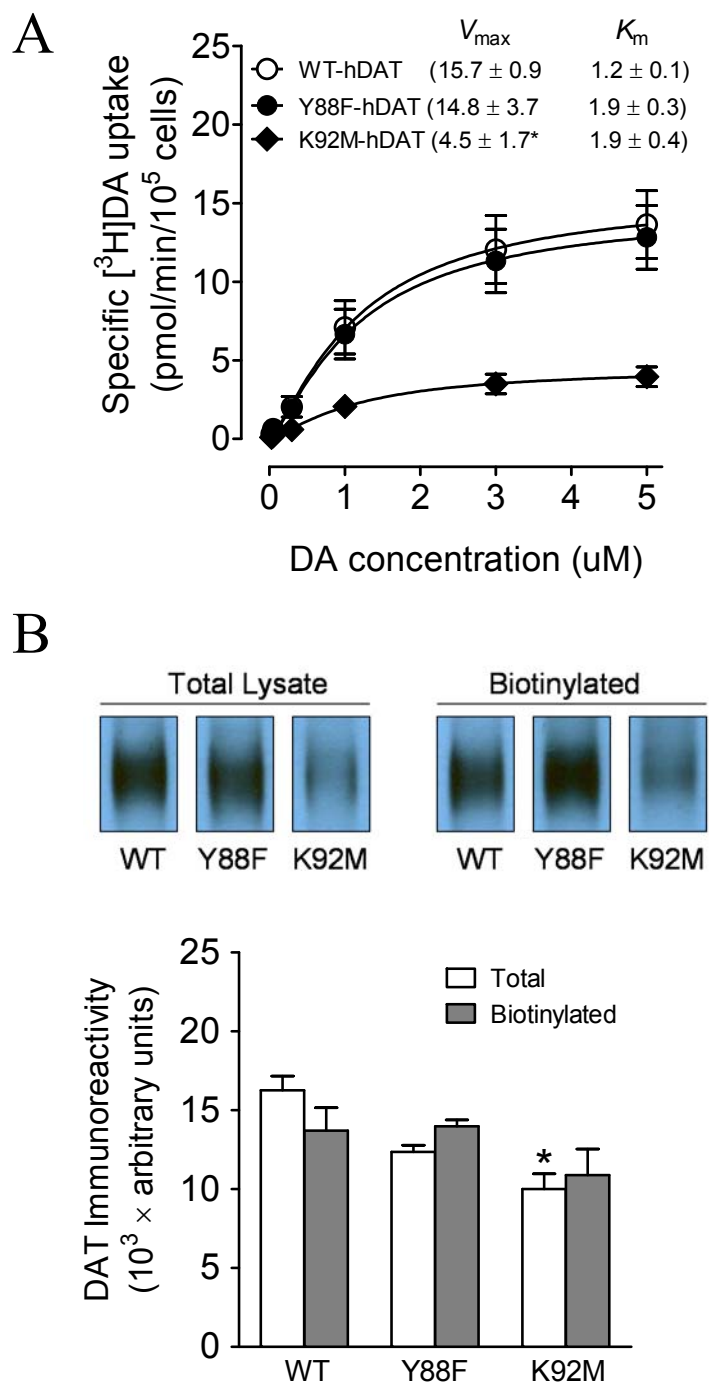 A
V_max K_m
WT-hDAT (15.7 ± 0.9 1.2 ± 0.1)
Y88F-hDAT (14.8 ± 3.7 1.9 ± 0.3)
K92M-hDAT (4.5 ± 1.7* 1.9 ± 0.4)
Specific [³H]DA uptake
(pmol/min/10⁵ cells)
25
20
15
10
5
0
0 1 2 3 4 5
DA concentration (uM)
B
Total Lysate Biotinylated
WT Y88F K92M WT Y88F K92M
DAT Immunoreactivity
(10³ × arbitrary units)
25
20
15
10
5
0
Total
Biotinylated
*
WT Y88F K92M